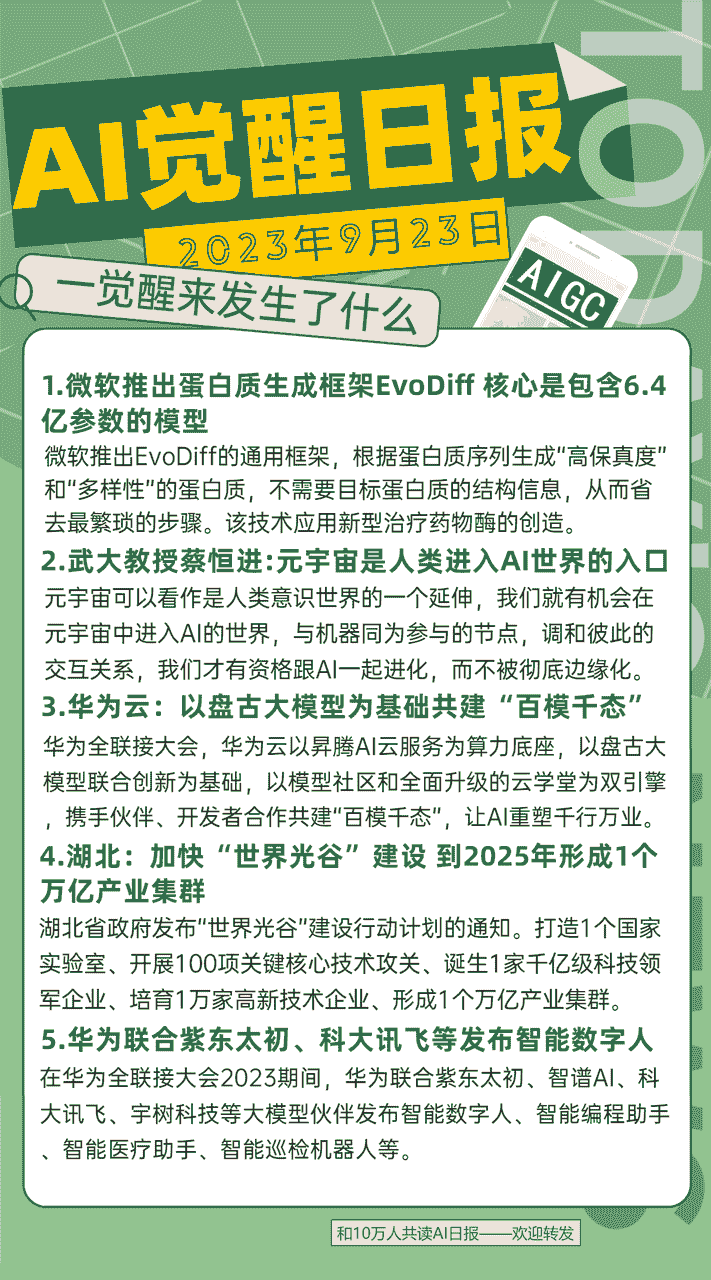 AI觉醒日报
2023年9月23日
一觉醒来发生了什么
AIGC
1.微软推出蛋白质生成框架EvoDiff 核心是包含6.4
亿参数的模型
微软推出EvoDiff的通用框架，根据蛋白质序列生成“高保真度”
和“多样性”的蛋白质，不需要目标蛋白质的结构信息，从而省
去最繁琐的步骤。该技术应用新型治疗药物酶的创造。
2.武大教授蔡恒进:元宇宙是人类进入AI世界的入口
元宇宙可以看作是人类意识世界的一个延伸，我们就有机会在
元宇宙中进入AI的世界，与机器同为参与的节点，调和彼此的
交互关系，我们才有资格跟AI一起进化，而不被彻底边缘化。
3.华为云：以盘古大模型为基础共建“百模千态”
华为全联接大会，华为云以昇腾AI云服务为算力底座，以盘古大
模型联合创新为基础，以模型社区和全面升级的云学堂为双引擎
，携手伙伴、开发者合作共建“百模千态”，让AI重塑千行万业。
4.湖北：加快“世界光谷”建设 到2025年形成1个
万亿产业集群
湖北省政府发布“世界光谷”建设行动计划的通知。打造1个国家
实验室、开展100项关键核心技术攻关、诞生1家千亿级科技领
军企业、培育1万家高新技术企业、形成1个万亿产业集群。
5.华为联合紫东太初、科大讯飞等发布智能数字人
在华为全联接大会2023期间，华为联合紫东太初、智谱AI、科
大讯飞、宇树科技等大模型伙伴发布智能数字人、智能编程助手
、智能医疗助手、智能巡检机器人等。
和10万人共读AI日报——欢迎转发